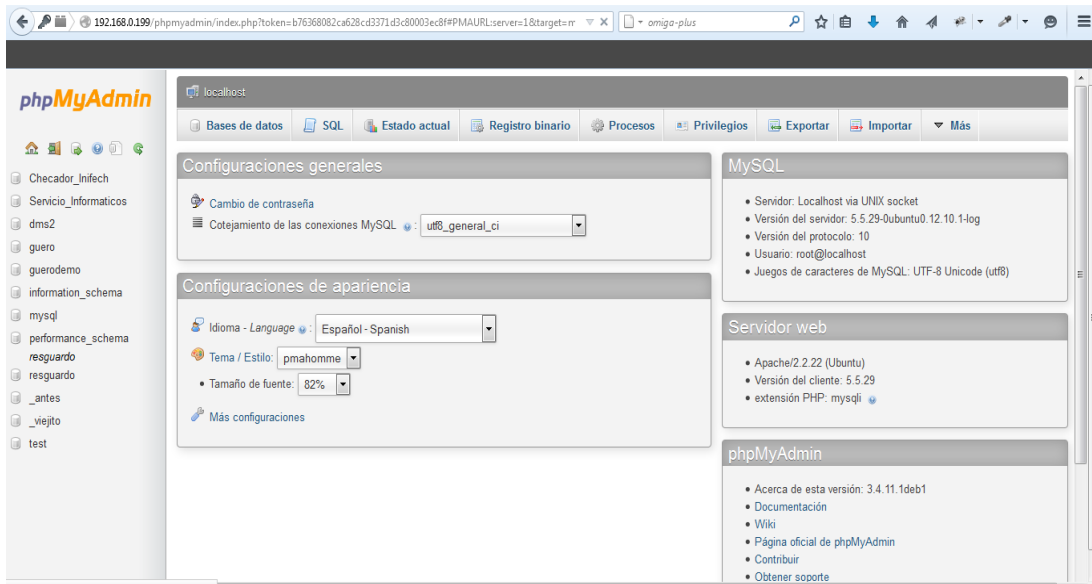 192.168.0.199/phpmyadmin/index.php?token=b76368082ca628cd3371d3c80003ec8f#PMAURL:server=1&target=m
omiga-plus
phpMyAdmin
Checador_Inifech
Servicio_Informaticos
dms2
guero
guerodemo
information_schema
mysql
performance_schema
resguardo
resguardo
_antes
_viejito
test
localhost
Bases de datos SQL Estado actual Registro binario Procesos Privilegios Exportar Importar Más
Configuraciones generales
Cambio de contraseña
Cotejamiento de las conexiones MySQL : utf8_general_ci
Configuraciones de apariencia
Idioma - Language : Español - Spanish
Tema / Estilo: pmahomme
• Tamaño de fuente: 82%
Más configuraciones
MySQL
• Servidor: Localhost via UNIX socket
• Versión del servidor: 5.5.29-0ubuntu0.12.10.1-log
• Versión del protocolo: 10
• Usuario: root@localhost
• Juegos de caracteres de MySQL: UTF-8 Unicode (utf8)
Servidor web
• Apache/2.2.22 (Ubuntu)
• Versión del cliente: 5.5.29
• extensión PHP: mysqli
phpMyAdmin
• Acerca de esta versión: 3.4.11.1deb1
• Documentación
• Wiki
• Página oficial de phpMyAdmin
• Contribuir
• Obtener soporte